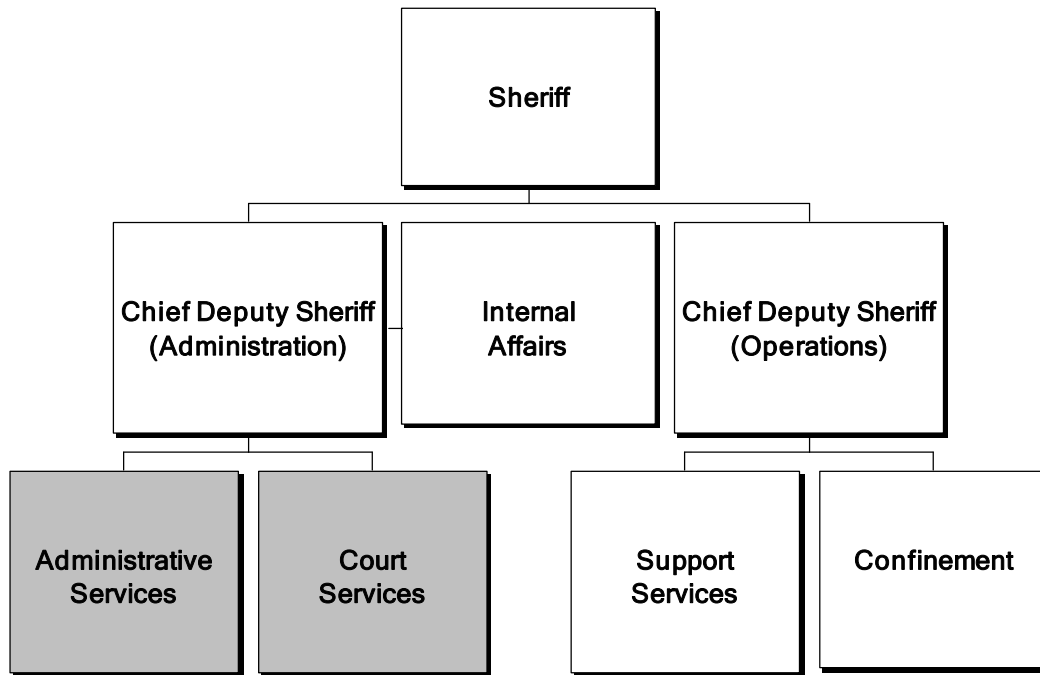 Sheriff
Chief Deputy Sheriff
(Administration)
Internal
Affairs
Chief Deputy Sheriff
(Operations)
Administrative
Services
Court
Services
Support
Services
Confinement